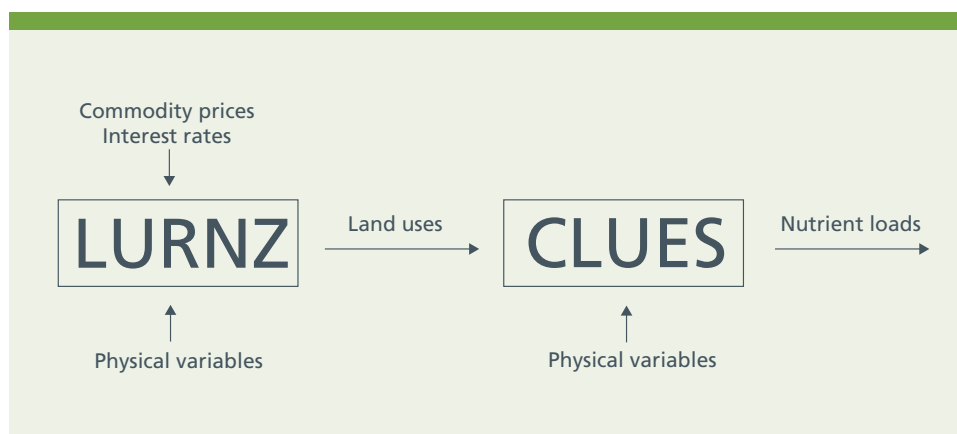 Commodity prices
Interest rates
LURNZ
Land uses
CLUES
Nutrient loads
Physical variables
Physical variables